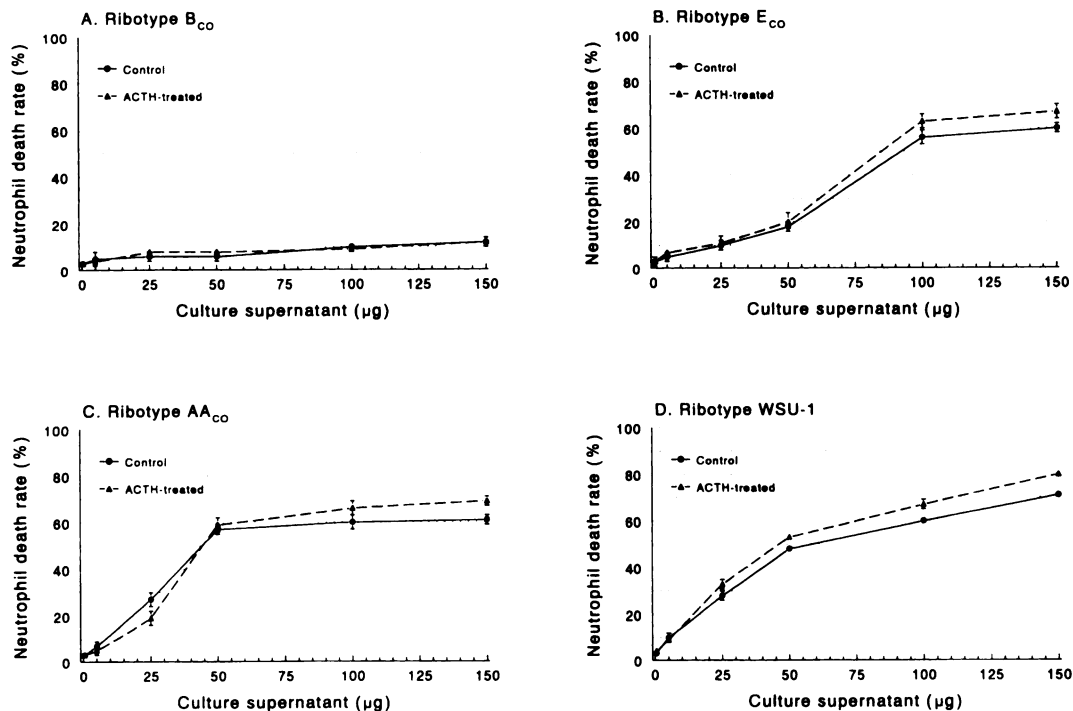 A. Ribotype B_CO
Neutrophil death rate (%)
100
80
60
40
20
0
Control
ACTH-treated
0 25 50 75 100 125 150
Culture supernatant (µg)
B. Ribotype E_CO
Neutrophil death rate (%)
100
80
60
40
20
0
Control
ACTH-treated
0 25 50 75 100 125 150
Culture supernatant (µg)
C. Ribotype AA_CO
Neutrophil death rate (%)
100
80
60
40
20
0
Control
ACTH-treated
0 25 50 75 100 125 150
Culture supernatant (µg)
D. Ribotype WSU-1
Neutrophil death rate (%)
100
80
60
40
20
0
Control
ACTH-treated
0 25 50 75 100 125 150
Culture supernatant (µg)